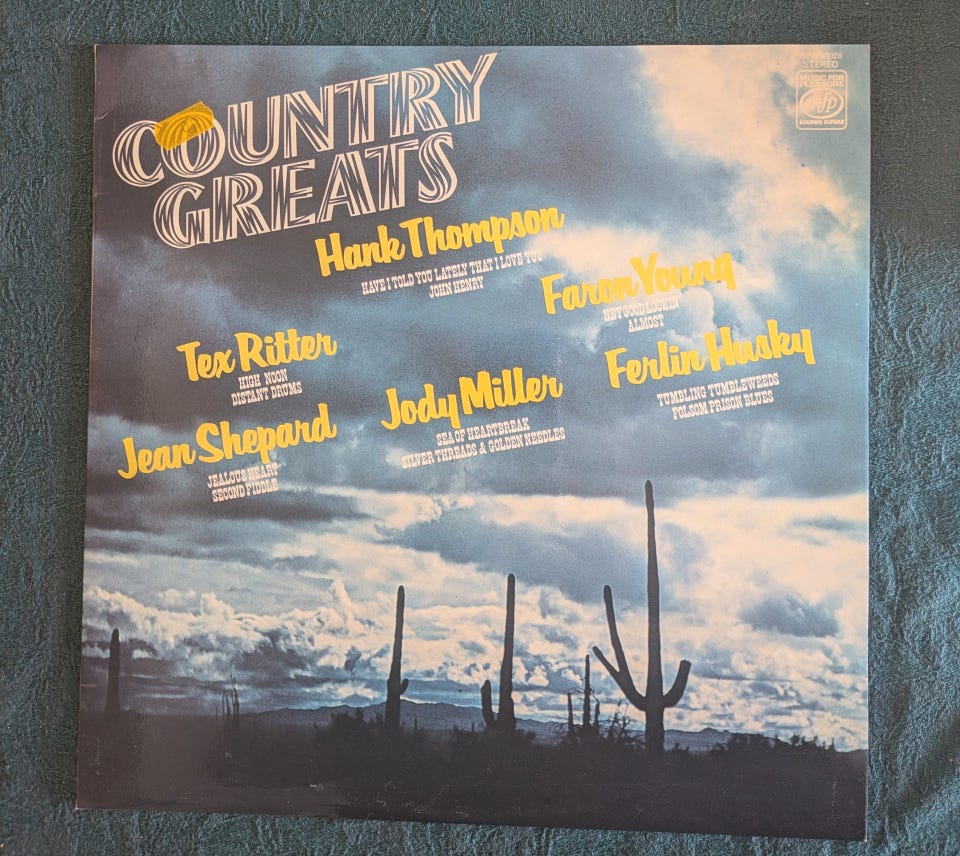 STEREO
MUSIC FOR
PLEASURE
mfp
SOUNDS SUPERB
COUNTRY
GREATS
Hank Thompson
HAVE I TOLD YOU LATELY THAT I LOVE YOU
JOHN HENRY
Faron Young
HEY GOOD LOOKIN
ALMOST
Tex Ritter
HIGH NOON
DISTANT DRUMS
Ferlin Husky
TUMBLING TUMBLEWEEDS
FOLSOM PRISON BLUES
Jody Miller
SEA OF HEARTBREAK
SILVER THREADS & GOLDEN NEEDLES
Jean Shepard
JEALOUS HEART
SECOND FIDDLE